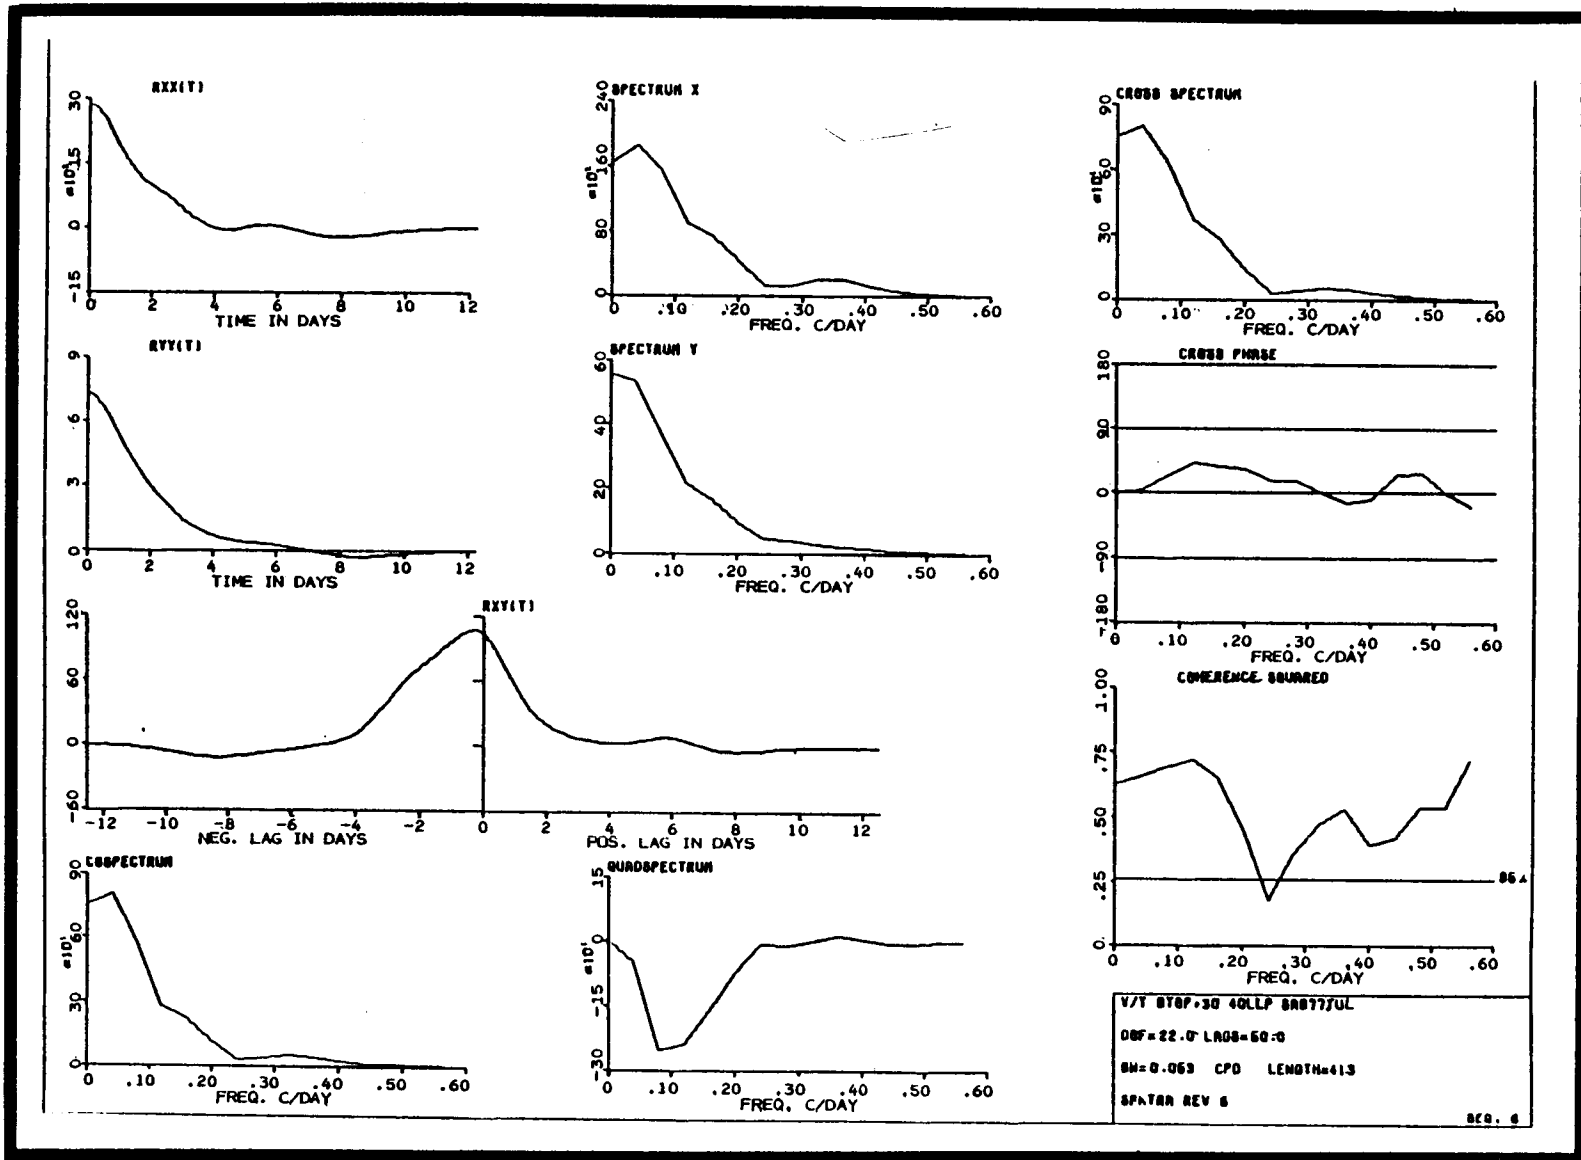 RXX(T)
30
15
0
-15
0 2 4 6 8 10 12
TIME IN DAYS
SPECTRUM X
240
160
80
0
0 .10 .20 .30 .40 .50 .60
FREQ. C/DAY
CROSS SPECTRUM
90
60
30
0
0 .10 .20 .30 .40 .50 .60
FREQ. C/DAY
RYY(T)
9
6
3
0
0 2 4 6 8 10 12
TIME IN DAYS
SPECTRUM Y
60
40
20
0
0 .10 .20 .30 .40 .50 .60
FREQ. C/DAY
CROSS PHASE
180
90
0
-90
-180
0 .10 .20 .30 .40 .50 .60
FREQ. C/DAY
RXY(T)
120
60
0
-60
-12 -10 -8 -6 -4 -2 0 2 4 6 8 10 12
NEG. LAG IN DAYS
POS. LAG IN DAYS
COHERENCE SQUARED
1.00
.75
.50
.25
0.
0 .10 .20 .30 .40 .50 .60
FREQ. C/DAY
COSPECTRUM
90
60
30
0
0 .10 .20 .30 .40 .50 .60
FREQ. C/DAY
QUADSPECTRUM
15
0
-15
-30
0 .10 .20 .30 .40 .50 .60
FREQ. C/DAY
DOF=22.0 LAGS=50.0
CPD LENGTH=413
REV 6
SEQ. 6